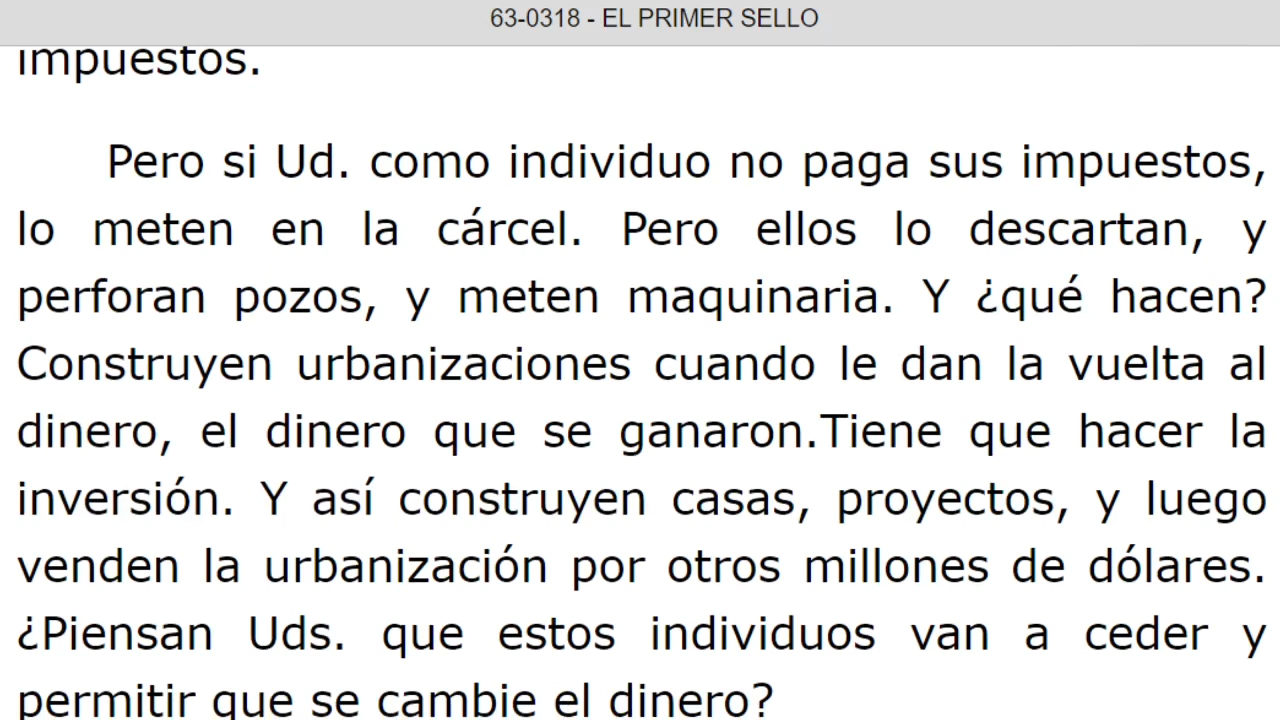 63-0318 - EL PRIMER SELLO
impuestos.
Pero si Ud. como individuo no paga sus impuestos,
lo meten en la cárcel. Pero ellos lo descartan, y
perforan pozos, y meten maquinaria. Y ¿qué hacen?
Construyen urbanizaciones cuando le dan la vuelta al
dinero, el dinero que se ganaron.Tiene que hacer la
inversión. Y así construyen casas, proyectos, y luego
venden la urbanización por otros millones de dólares.
¿Piensan Uds. que estos individuos van a ceder y
permitir que se cambie el dinero?